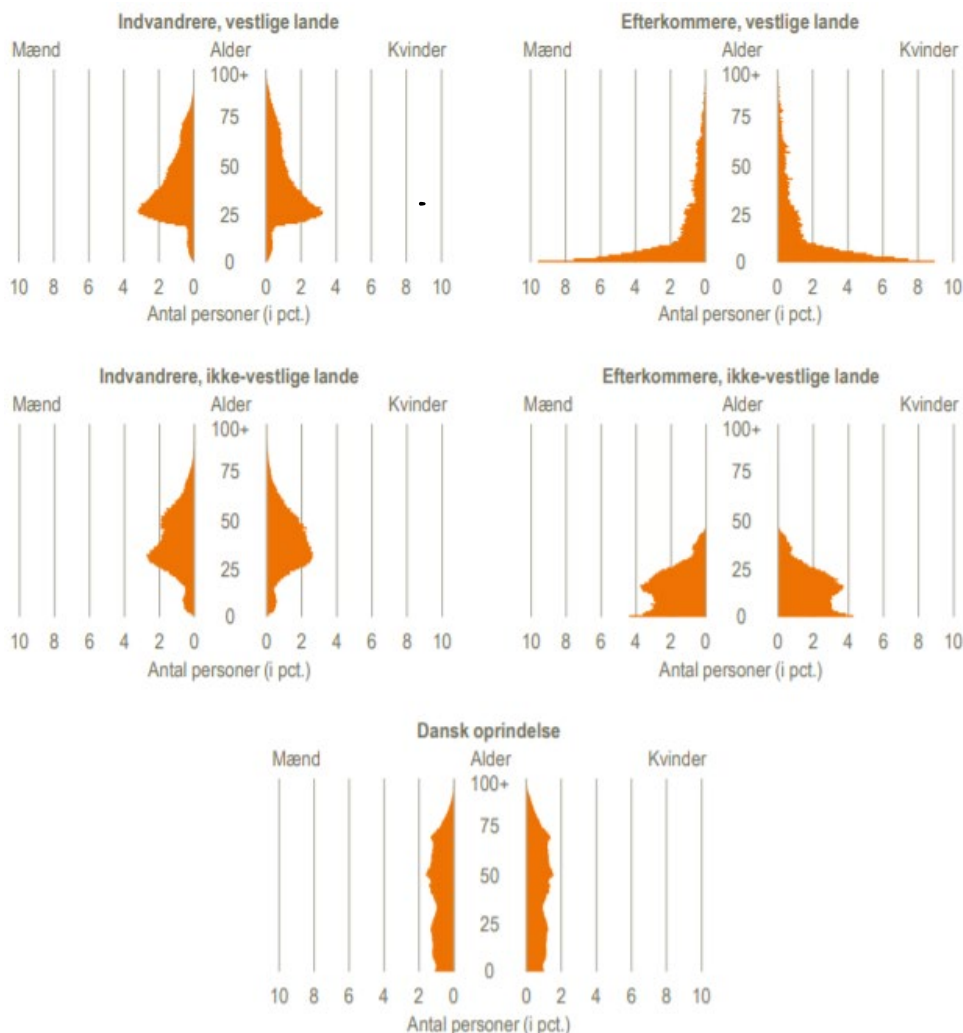 Indvandrere, vestlige lande
Mænd Alder Kvinder
100+
75
50
25
0
10 8 6 4 2 0 0 2 4 6 8 10
Antal personer (i pct.)
Efterkommere, vestlige lande
Mænd Alder Kvinder
100+
75
50
25
0
10 8 6 4 2 0 0 2 4 6 8 10
Antal personer (i pct.)
Indvandrere, ikke-vestlige lande
Mænd Alder Kvinder
100+
75
50
25
0
10 8 6 4 2 0 0 2 4 6 8 10
Antal personer (i pct.)
Efterkommere, ikke-vestlige lande
Mænd Alder Kvinder
100+
75
50
25
0
10 8 6 4 2 0 0 2 4 6 8 10
Antal personer (i pct.)
Dansk oprindelse
Mænd Alder Kvinder
100+
75
50
25
0
10 8 6 4 2 0 0 2 4 6 8 10
Antal personer (i pct.)